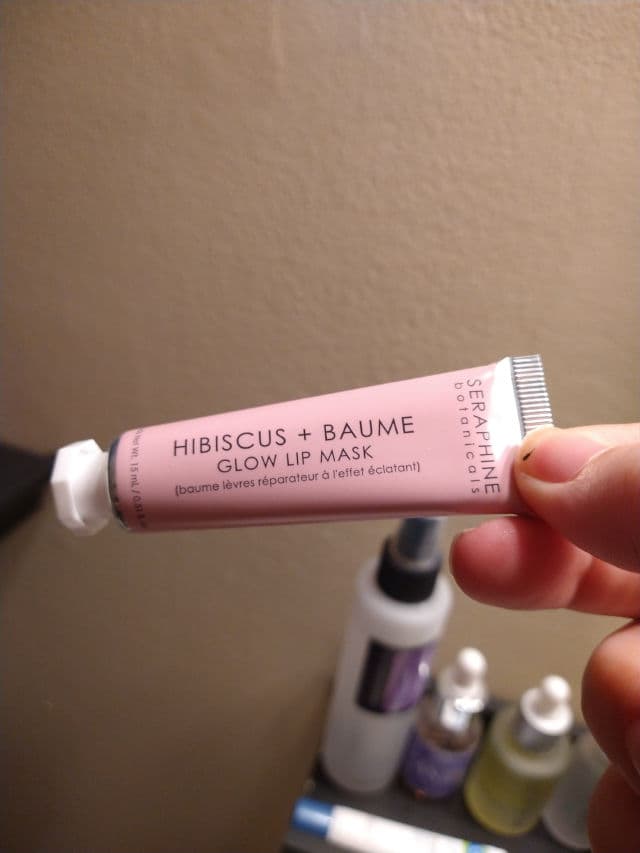 HIBISCUS + BAUME
GLOW LIP MASK
(baume lèvres réparateur à l'effet éclatant)
SERAPHINE
botanicals